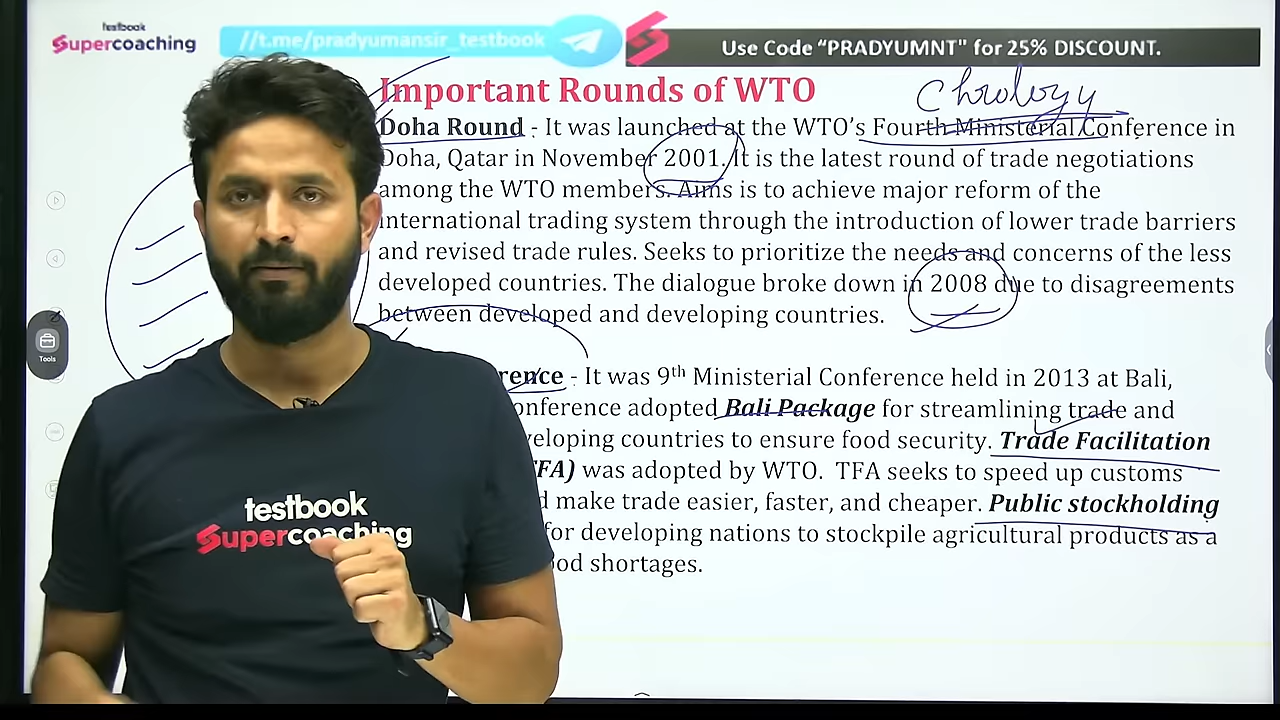 testbook
Supercoaching
//t.me/pradyumansir_testbook
Use Code “PRADYUMNT" for 25% DISCOUNT.
Important Rounds of WTO
Chrology
Doha Round - It was launched at the WTO’s Fourth Ministerial Conference in
Doha, Qatar in November 2001. It is the latest round of trade negotiations
among the WTO members. Aims is to achieve major reform of the
international trading system through the introduction of lower trade barriers
and revised trade rules. Seeks to prioritize the needs and concerns of the less
developed countries. The dialogue broke down in 2008 due to disagreements
between developed and developing countries.
rence - It was 9th Ministerial Conference held in 2013 at Bali,
onference adopted Bali Package for streamlining trade and
veloping countries to ensure food security. Trade Facilitation
FA) was adopted by WTO. TFA seeks to speed up customs
d make trade easier, faster, and cheaper. Public stockholding
for developing nations to stockpile agricultural products as a
ood shortages.
Tools
testbook
Supercoaching